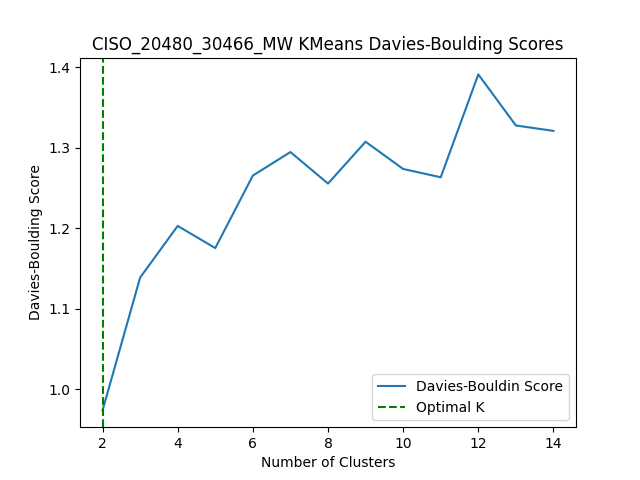 CISO_20480_30466_MW KMeans Davies-Boulding Scores
Davies-Boulding Score
1.4
1.3
1.2
1.1
1.0
Davies-Bouldin Score
Optimal K
2 4 6 8 10 12 14
Number of Clusters